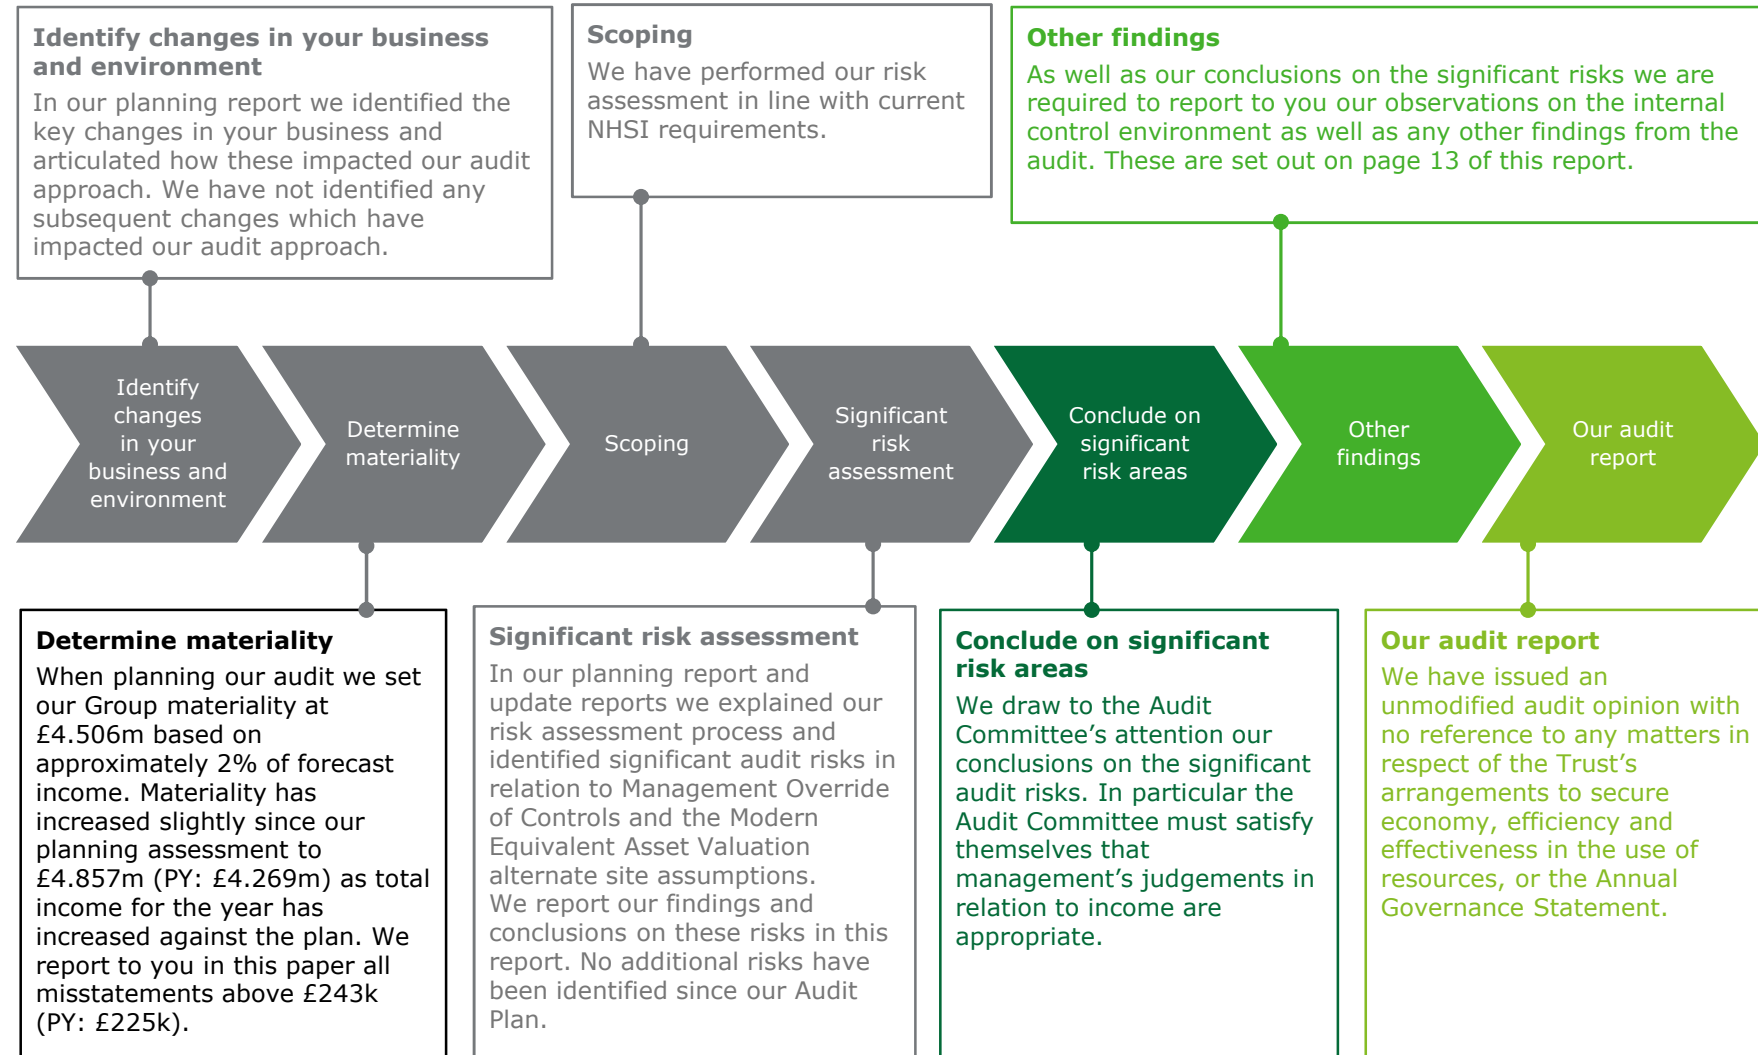 Identify changes in your business
and environment
In our planning report we identified the
key changes in your business and
articulated how these impacted our audit
approach. We have not identified any
subsequent changes which have
impacted our audit approach.
Scoping
We have performed our risk
assessment in line with current
NHSI requirements.
Other findings
As well as our conclusions on the significant risks we are
required to report to you our observations on the internal
control environment as well as any other findings from the
audit. These are set out on page 13 of this report.
Identify
changes
in your
business and
environment
Determine
materiality
Scoping
Significant
risk
assessment
Conclude on
significant
risk areas
Other
findings
Our audit
report
Determine materiality
When planning our audit we set
our Group materiality at
£4.506m based on
approximately 2% of forecast
income. Materiality has
increased slightly since our
planning assessment to
£4.857m (PY: £4.269m) as total
income for the year has
increased against the plan. We
report to you in this paper all
misstatements above £243k
(PY: £225k).
Significant risk assessment
In our planning report and
update reports we explained our
risk assessment process and
identified significant audit risks in
relation to Management Override
of Controls and the Modern
Equivalent Asset Valuation
alternate site assumptions.
We report our findings and
conclusions on these risks in this
report. No additional risks have
been identified since our Audit
Plan.
Conclude on significant
risk areas
We draw to the Audit
Committee’s attention our
conclusions on the significant
audit risks. In particular the
Audit Committee must satisfy
themselves that
management’s judgements in
relation to income are
appropriate.
Our audit report
We have issued an
unmodified audit opinion with
no reference to any matters in
respect of the Trust’s
arrangements to secure
economy, efficiency and
effectiveness in the use of
resources, or the Annual
Governance Statement.